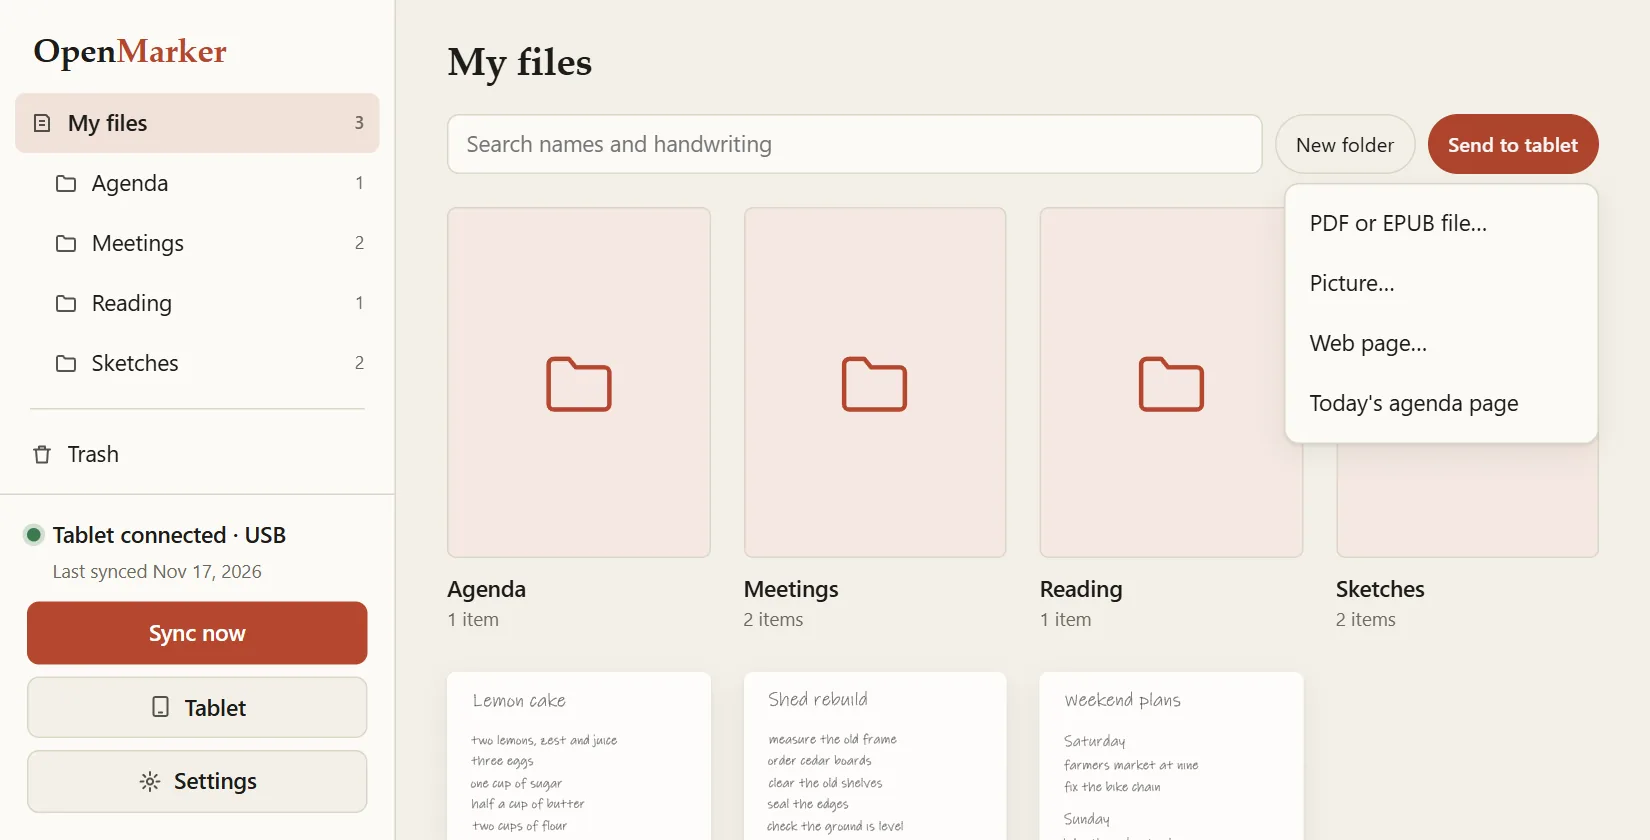 OpenMarker
My files 3
Agenda 1
Meetings 2
Reading 1
Sketches 2
Trash
Tablet connected · USB
Last synced Nov 17, 2026
Sync now
Tablet
Settings
My files
Search names and handwriting
New folder
Send to tablet
PDF or EPUB file...
Picture...
Web page...
Today's agenda page
Agenda
1 item
Meetings
2 items
Reading
1 item
Sketches
2 items
Lemon cake
two lemons, zest and juice
three eggs
one cup of sugar
half a cup of butter
two cups of flour
Shed rebuild
measure the old frame
order cedar boards
clear the old shelves
seal the edges
check the ground is level
Weekend plans
Saturday
farmers market at nine
fix the bike chain
Sunday